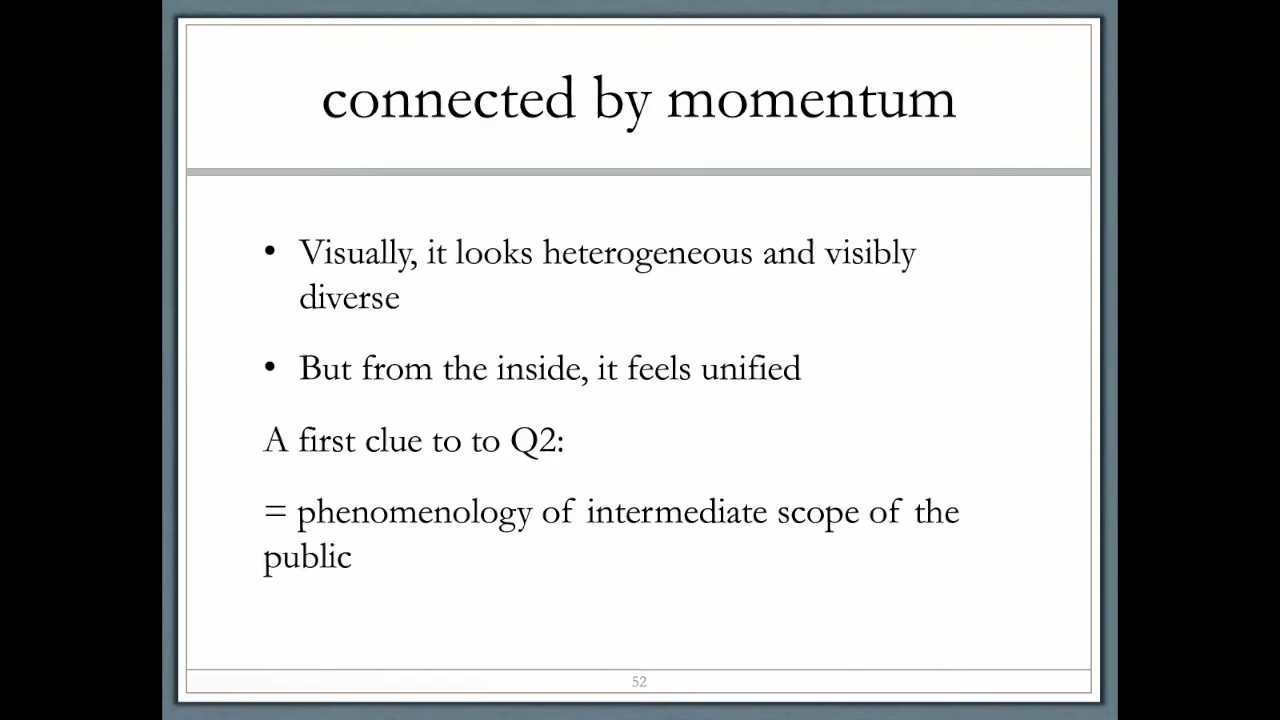 connected by momentum
• Visually, it looks heterogeneous and visibly
diverse
• But from the inside, it feels unified
A first clue to to Q2:
= phenomenology of intermediate scope of the
public
52